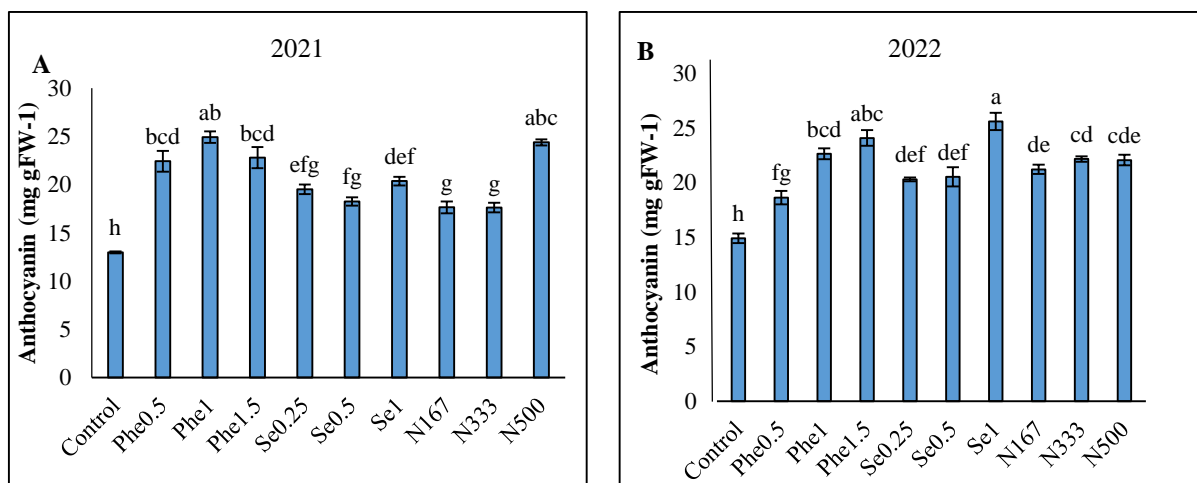 2021
A
Anthocyanin (mg gFW-1)
30
25
20
15
10
5
0
h
bcd
ab
bcd
efg
fg
def
g
g
abc
Control
Phe0.5
Phe1
Phe1.5
Se0.25
Se0.5
Se1
N167
N333
N500
2022
B
Anthocyanin (mg gFW-1)
30
25
20
15
10
5
0
h
fg
bcd
abc
def
def
a
de
cd
cde
Control
Phe0.5
Phe1
Phe1.5
Se0.25
Se0.5
Se1
N167
N333
N500